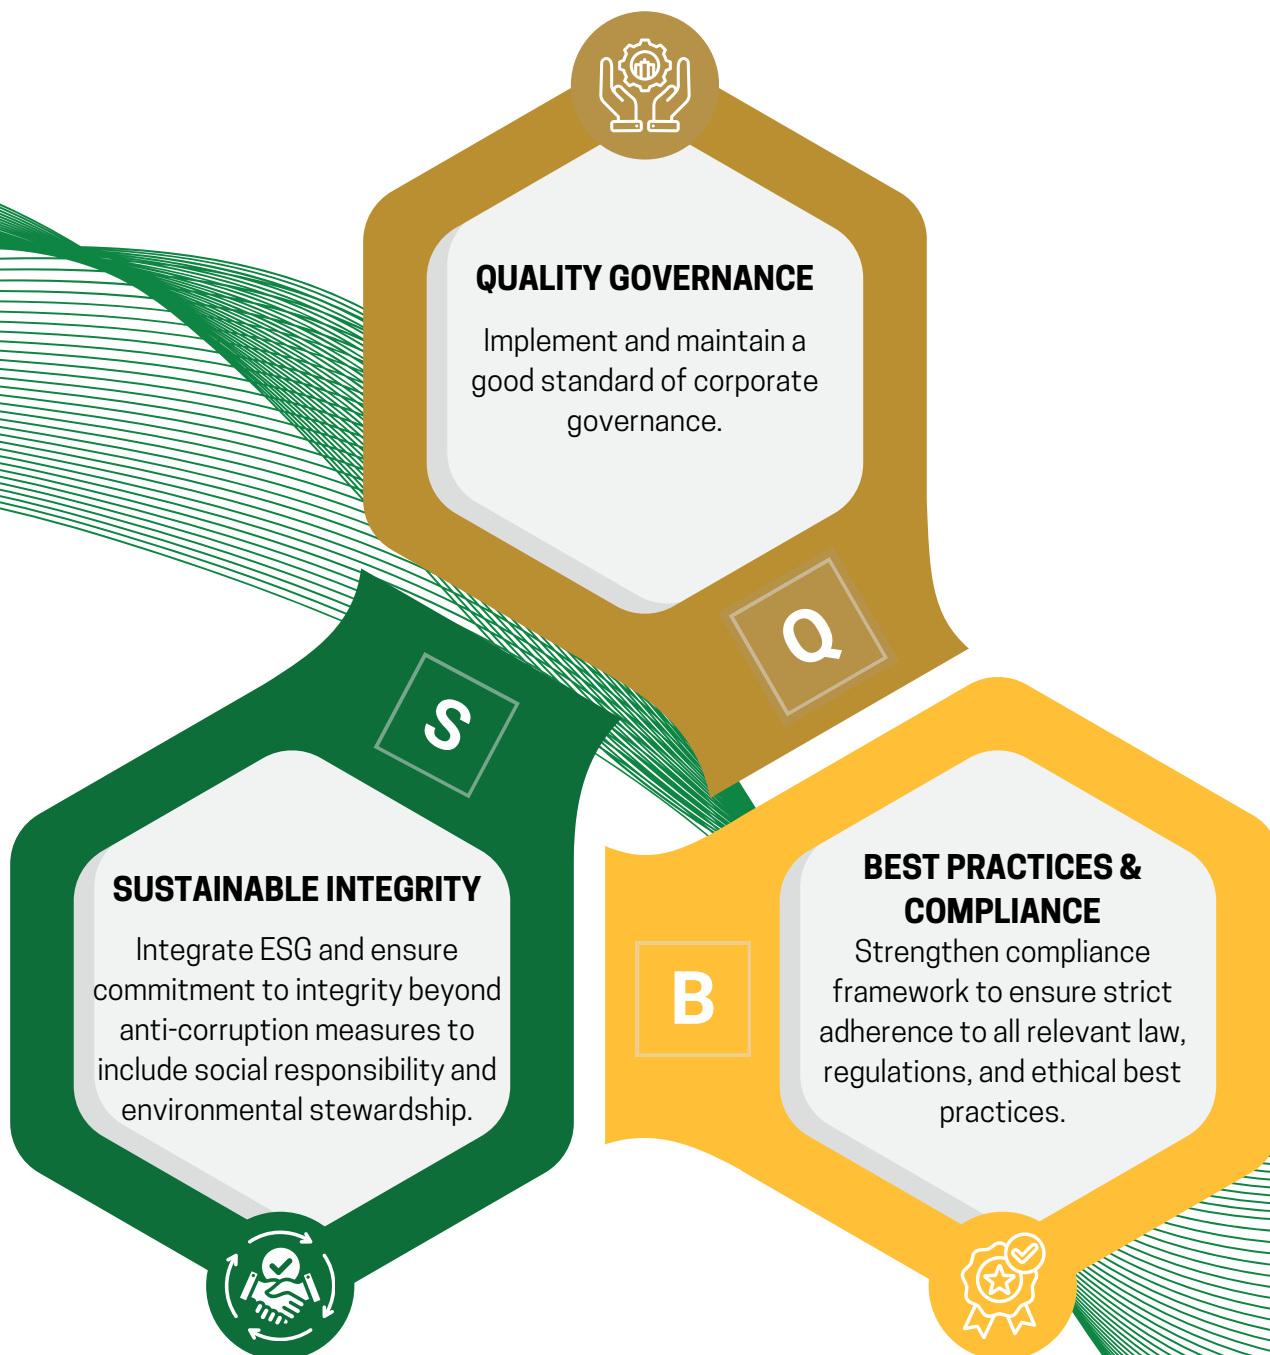 QUALITY GOVERNANCE
Implement and maintain a
good standard of corporate
governance.
Q
S
SUSTAINABLE INTEGRITY
Integrate ESG and ensure
commitment to integrity beyond
anti-corruption measures to
include social responsibility and
environmental stewardship.
B
BEST PRACTICES &
COMPLIANCE
Strengthen compliance
framework to ensure strict
adherence to all relevant law,
regulations, and ethical best
practices.